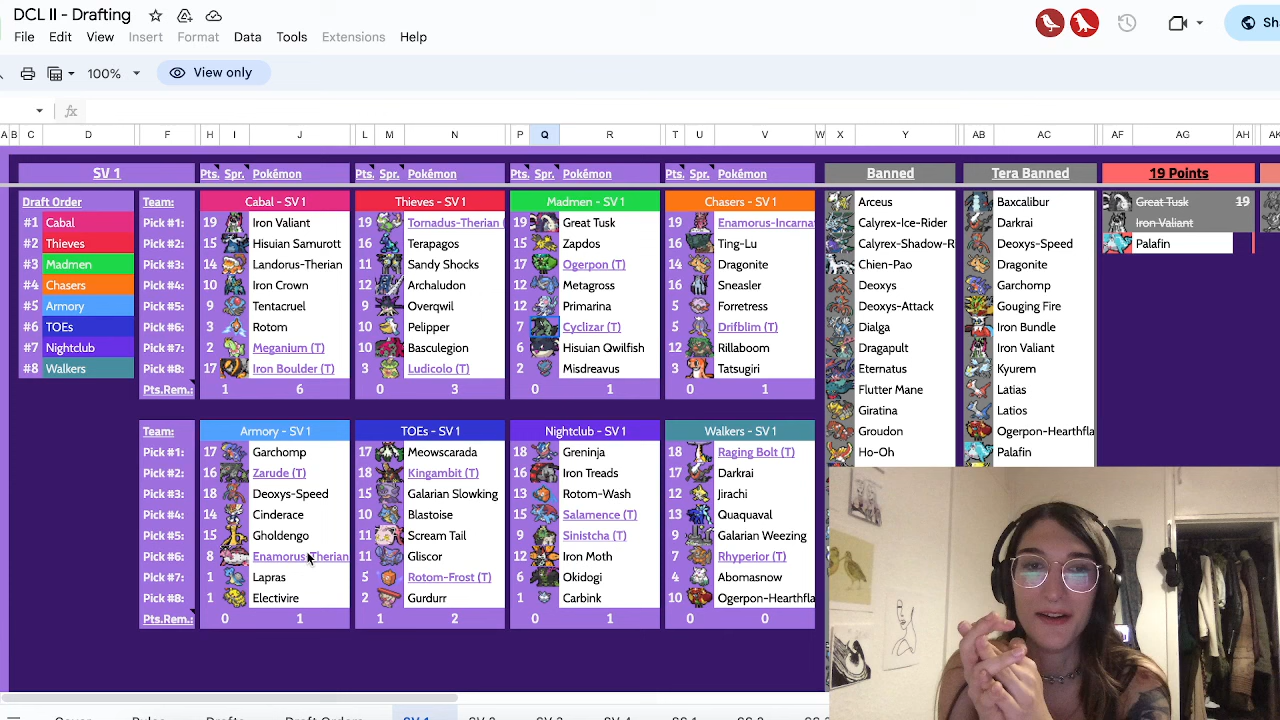 DCL II - Drafting
File Edit View Insert Format Data Tools Extensions Help
100% View only
A B C D F H I J L M N P Q R T U V W X Y AB AC AF AG AH AK
SV 1 Pts. Spr. Pokémon Pts. Spr. Pokémon Pts. Spr. Pokémon Pts. Spr. Pokémon Banned Tera Banned 19 Points
Draft Order Team: Cabal - SV 1 Thieves - SV 1 Madmen - SV 1 Chasers - SV 1 Arceus Baxcalibur Great Tusk 19
#1 Cabal Pick #1: 19 Iron Valiant 19 Tornadus-Therian ( 19 Great Tusk 19 Enamorus-Incarna Calyrex-Ice-Rider Darkrai Iron Valiant
#2 Thieves Pick #2: 15 Hisuian Samurott 16 Terapagos 15 Zapdos 16 Ting-Lu Calyrex-Shadow-R Deoxys-Speed Palafin
#3 Madmen Pick #3: 14 Landorus-Therian 11 Sandy Shocks 17 Ogerpon (T) 14 Dragonite Chien-Pao Dragonite
#4 Chasers Pick #4: 10 Iron Crown 12 Archaludon 12 Metagross 16 Sneasler Deoxys Garchomp
#5 Armory Pick #5: 9 Tentacruel 9 Overqwil 12 Primarina 5 Forretress Deoxys-Attack Gouging Fire
#6 TOEs Pick #6: 3 Rotom 10 Pelipper 7 Cyclizar (T) 5 Drifblim (T) Dialga Iron Bundle
#7 Nightclub Pick #7: 2 Meganium (T) 10 Basculegion 6 Hisuian Qwilfish 12 Rillaboom Dragapult Iron Valiant
#8 Walkers Pick #8: 17 Iron Boulder (T) 3 Ludicolo (T) 2 Misdreavus 3 Tatsugiri Eternatus Kyurem
Pts.Rem.: 1 6 0 3 0 1 0 1 Flutter Mane Latias
Giratina Latios
Team: Armory - SV 1 TOEs - SV 1 Nightclub - SV 1 Walkers - SV 1 Groudon Ogerpon-Hearthfla
Pick #1: 17 Garchomp 17 Meowscarada 18 Greninja 18 Raging Bolt (T) Ho-Oh Palafin
Pick #2: 16 Zarude (T) 18 Kingambit (T) 16 Iron Treads 17 Darkrai
Pick #3: 18 Deoxys-Speed 15 Galarian Slowking 13 Rotom-Wash 12 Jirachi
Pick #4: 14 Cinderace 10 Blastoise 15 Salamence (T) 13 Quaquaval
Pick #5: 15 Gholdengo 11 Scream Tail 9 Sinistcha (T) 9 Galarian Weezing
Pick #6: 8 Enamorus-Therian 11 Gliscor 12 Iron Moth 7 Rhyperior (T)
Pick #7: 1 Lapras 5 Rotom-Frost (T) 6 Okidogi 4 Abomasnow
Pick #8: 1 Electivire 2 Gurdurr 1 Carbink 10 Ogerpon-Hearthfla
Pts.Rem.: 0 1 1 2 0 1 0 0
Draft Orders SV 1